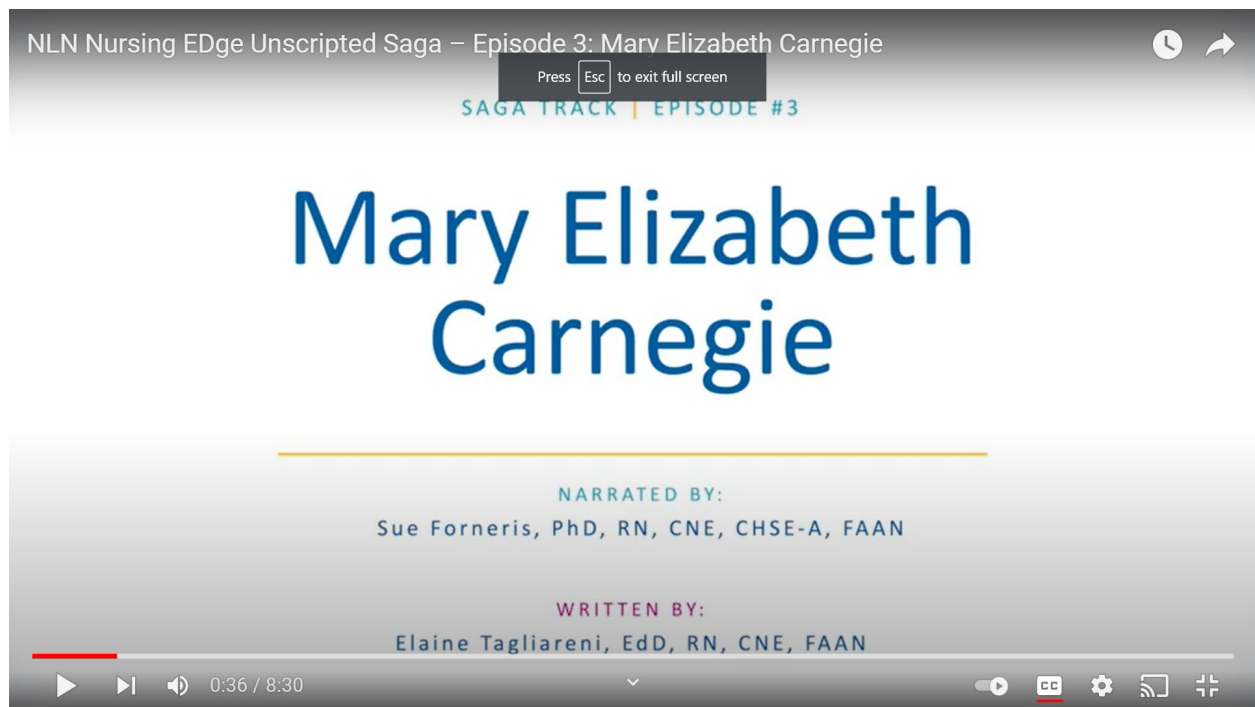 NLN Nursing EDge Unscripted Saga – Episode 3: Mary Elizabeth Carnegie
Press Esc to exit full screen
SAGA TRACK | EPISODE #3
Mary Elizabeth
Carnegie
NARRATED BY:
Sue Forneris, PhD, RN, CNE, CHSE-A, FAAN
WRITTEN BY:
Elaine Tagliareni, EdD, RN, CNE, FAAN
0:36 / 8:30
CC